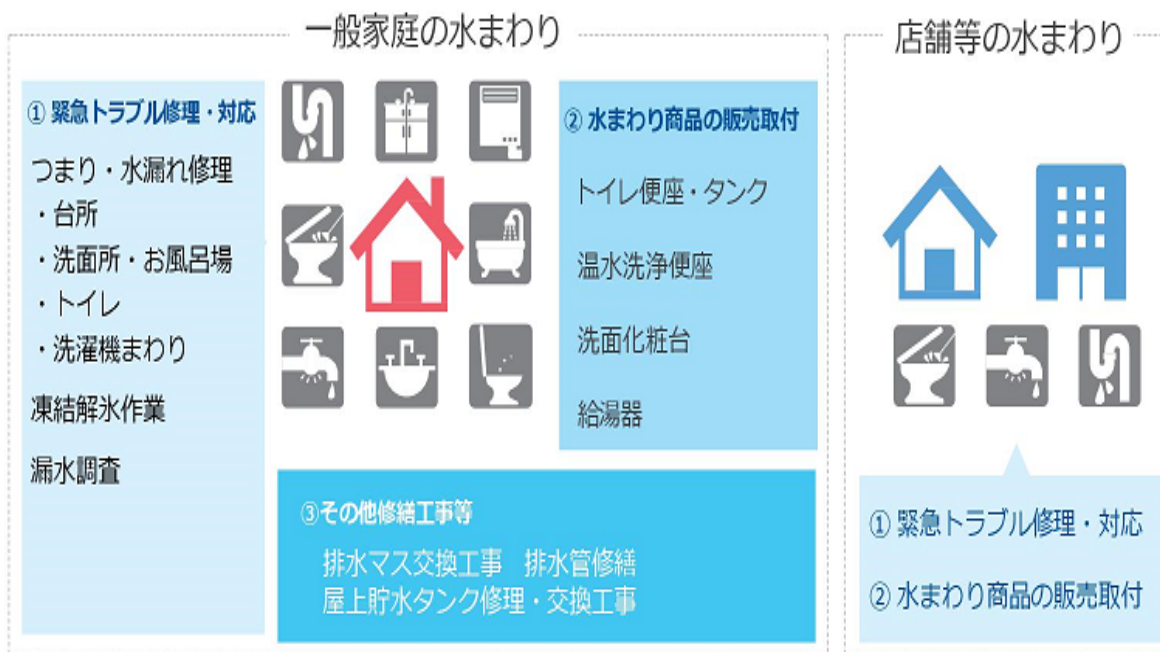 一般家庭の水まわり
① 緊急トラブル修理・対応
つまり・水漏れ修理
・台所
・洗面所・お風呂場
・トイレ
・洗濯機まわり
凍結解氷作業
漏水調査
② 水まわり商品の販売取付
トイレ便座・タンク
温水洗浄便座
洗面化粧台
給湯器
③その他修繕工事等
排水マス交換工事 排水管修繕
屋上貯水タンク修理・交換工事
店舗等の水まわり
① 緊急トラブル修理・対応
② 水まわり商品の販売取付